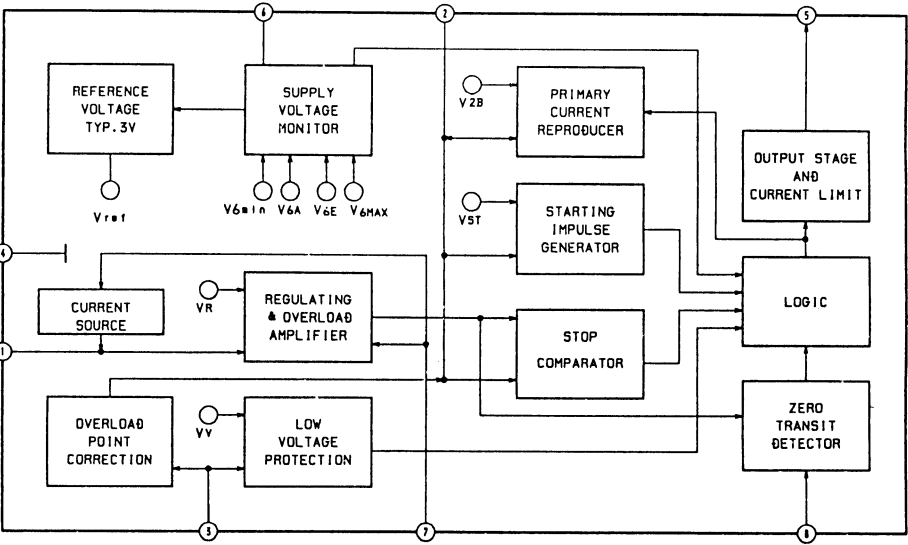 6
2
5
REFERENCE
VOLTAGE
TYP.3V
SUPPLY
VOLTAGE
MONITOR
V2B
PRIMARY
CURRENT
REPRODUCER
OUTPUT STAGE
AND
CURRENT LIMIT
Vref
V6min
V6A
V6E
V6MAX
VST
STARTING
IMPULSE
GENERATOR
4
CURRENT
SOURCE
VR
REGULATING
& OVERLOAD
AMPLIFIER
LOGIC
STOP
COMPARATOR
1
OVERLOAD
POINT
CORRECTION
VV
LOW
VOLTAGE
PROTECTION
ZERO
TRANSIT
DETECTOR
3
7
8